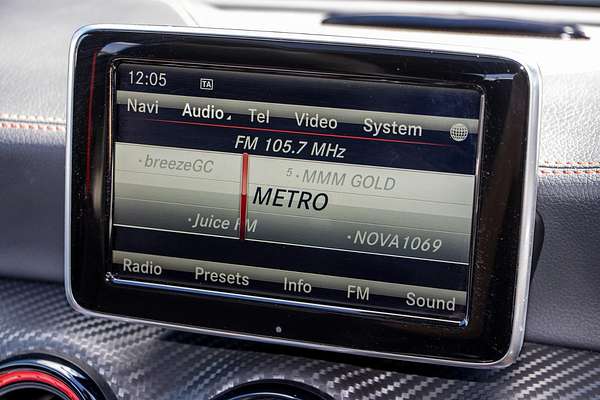 12:05 TA
Navi Audio Tel Video System
FM 105.7 MHz
breezeGC 5 MMM GOLD
METRO
Juice FM NOVA1069
Radio Presets Info FM Sound